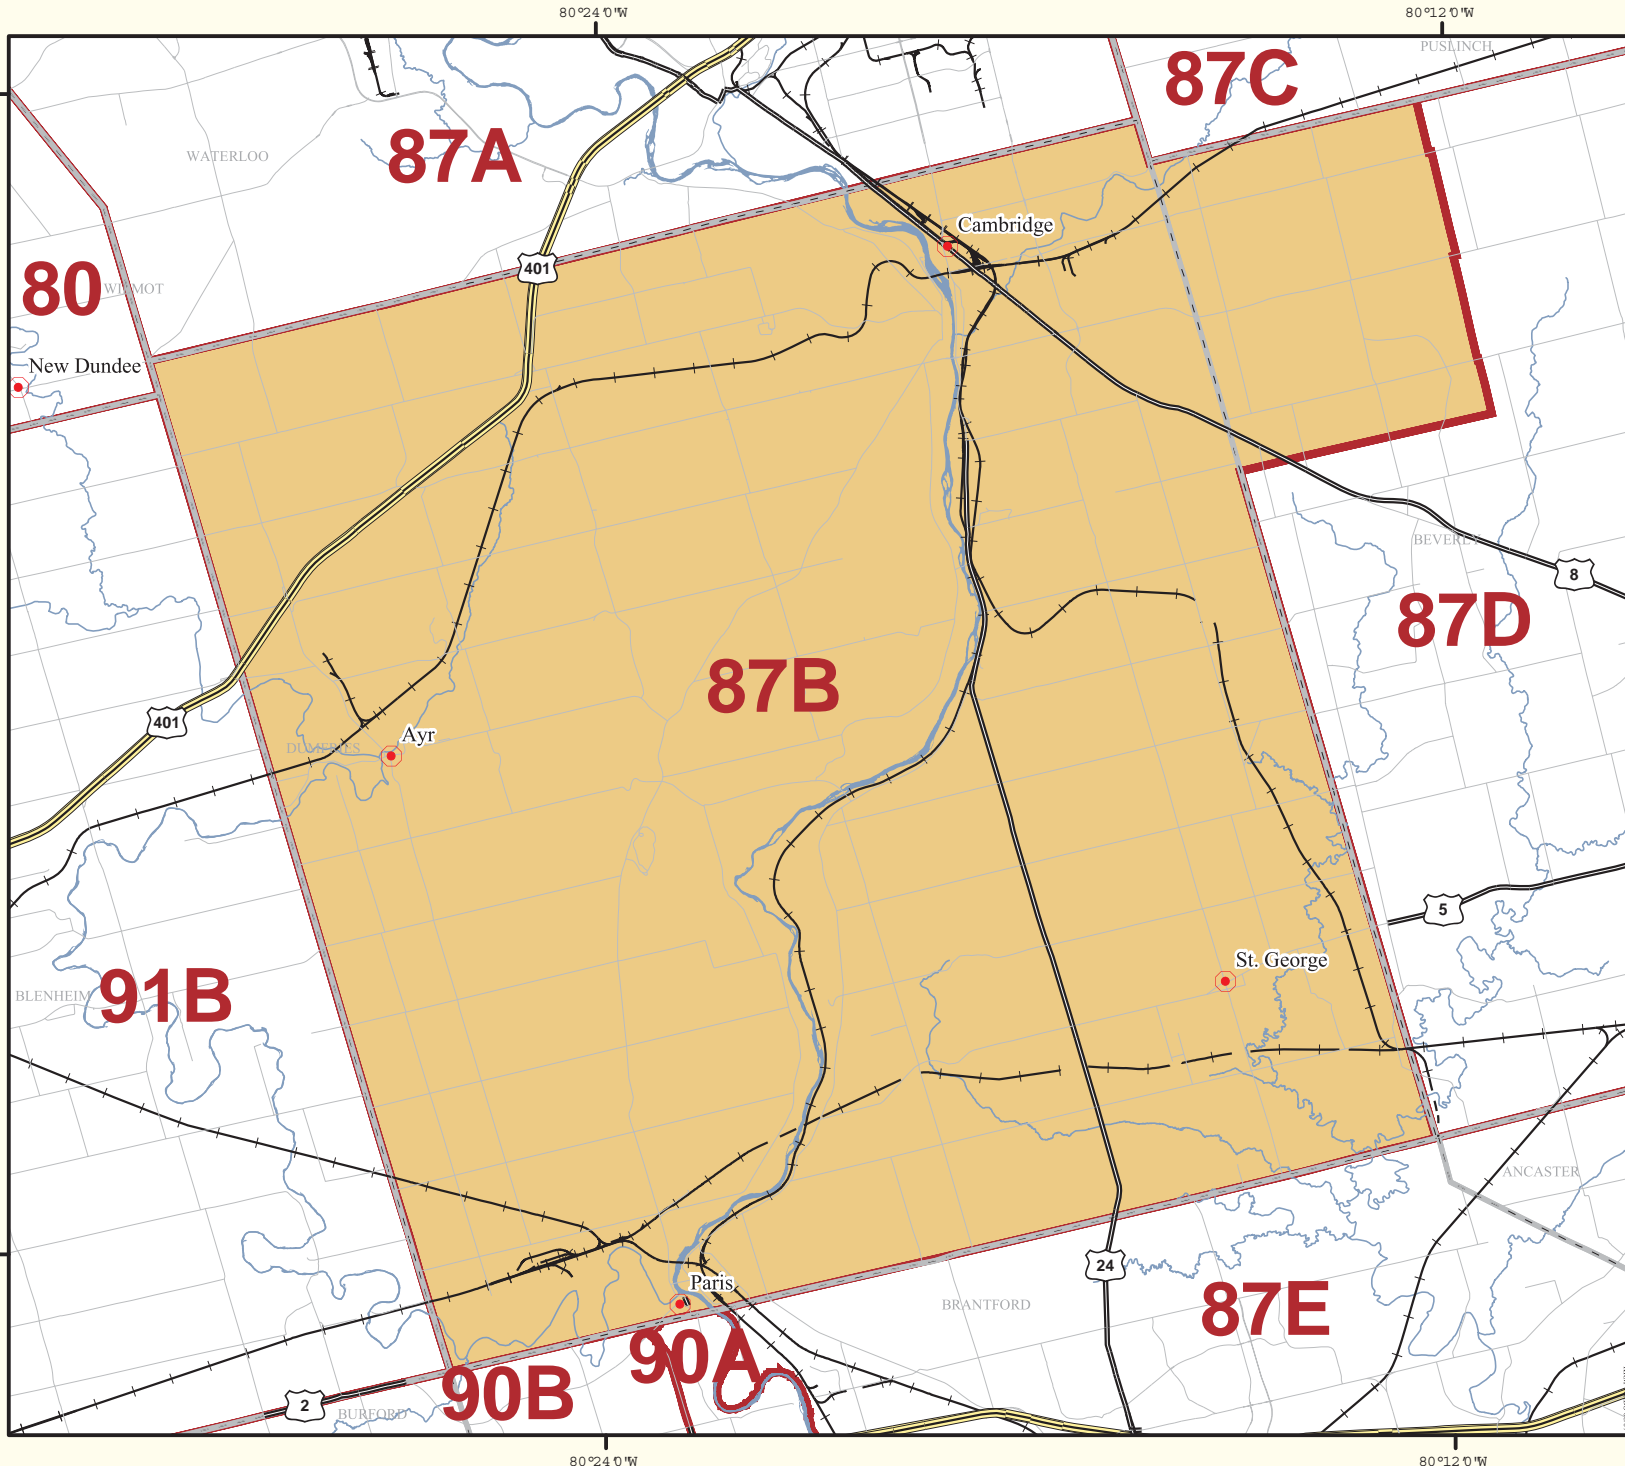 80°24'0"W
80°12'0"W
PUSLINCH
87C
87A
WATERLOO
Cambridge
401
80
WILMOT
New Dundee
BEVERLY
8
87D
87B
401
Ayr
DUMFRIES
5
St. George
91B
BLENHEIM
ANCASTER
24
Paris
BRANTFORD
87E
90A
90B
2
BURFORD
80°24'0"W
80°12'0"W